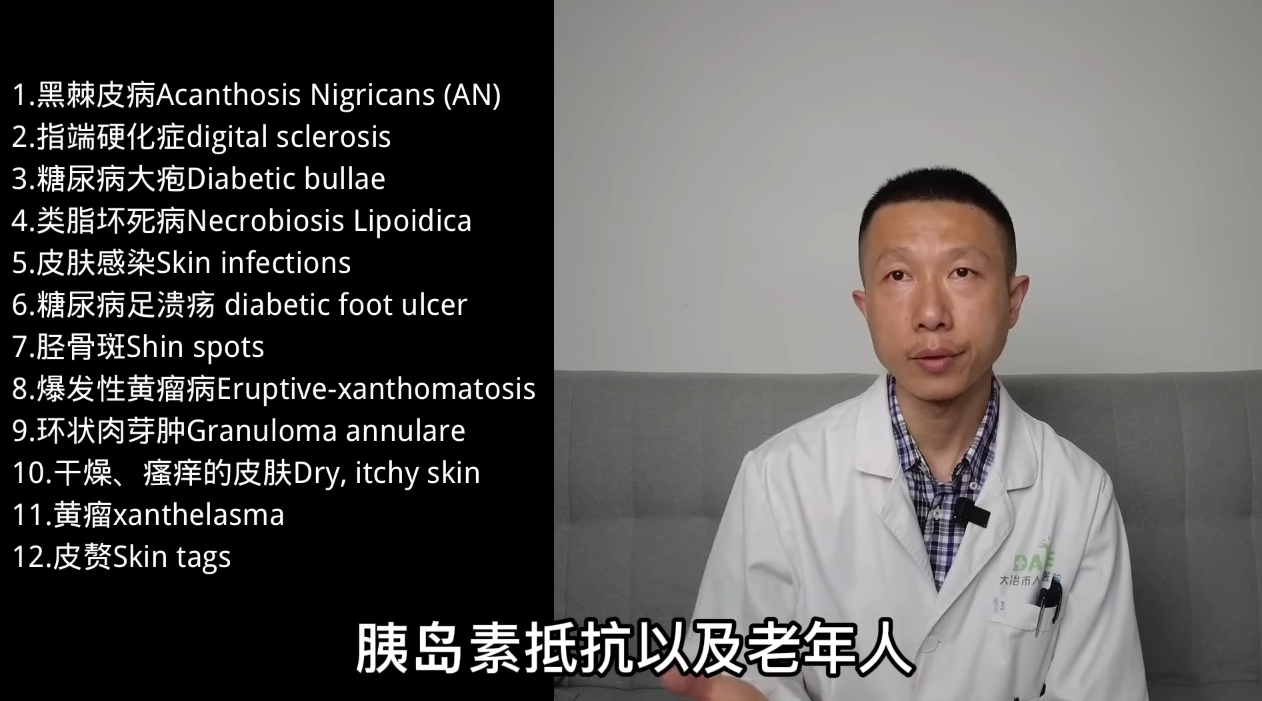 1.黑棘皮病Acanthosis Nigricans (AN)
2.指端硬化症digital sclerosis
3.糖尿病大疱Diabetic bullae
4.类脂坏死病Necrobiosis Lipoidica
5.皮肤感染Skin infections
6.糖尿病足溃疡 diabetic foot ulcer
7.胫骨斑Shin spots
8.爆发性黄瘤病Eruptive-xanthomatosis
9.环状肉芽肿Granuloma annulare
10.干燥、瘙痒的皮肤Dry, itchy skin
11.黄瘤xanthelasma
12.皮赘Skin tags
大冶市人医院
胰岛素抵抗以及老年人